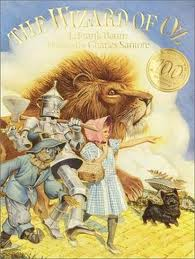 THE WIZARD OF OZ
L. Frank Baum
Illustrated by Charles Santore
100